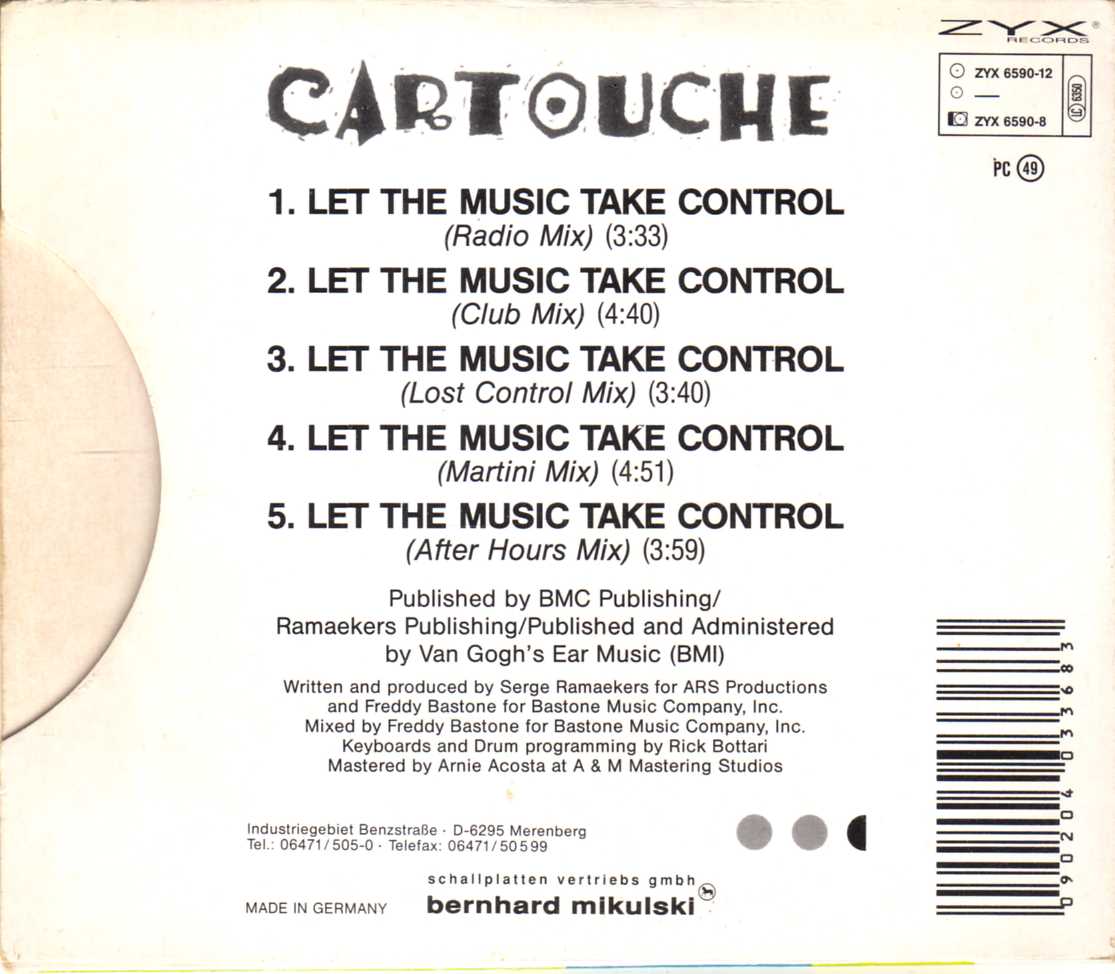 ZYX®
RECORDS
ZYX 6590-12
—
ZYX 6590-8
LC 6350
PC 49
CARTOUCHE
1. LET THE MUSIC TAKE CONTROL
(Radio Mix) (3:33)
2. LET THE MUSIC TAKE CONTROL
(Club Mix) (4:40)
3. LET THE MUSIC TAKE CONTROL
(Lost Control Mix) (3:40)
4. LET THE MUSIC TAKE CONTROL
(Martini Mix) (4:51)
5. LET THE MUSIC TAKE CONTROL
(After Hours Mix) (3:59)
Published by BMC Publishing/
Ramaekers Publishing/Published and Administered
by Van Gogh's Ear Music (BMI)
Written and produced by Serge Ramaekers for ARS Productions
and Freddy Bastone for Bastone Music Company, Inc.
Mixed by Freddy Bastone for Bastone Music Company, Inc.
Keyboards and Drum programming by Rick Bottari
Mastered by Arnie Acosta at A & M Mastering Studios
Industriegebiet Benzstraße · D-6295 Merenberg
Tel.: 06471/505-0 · Telefax: 06471/50599
schallplatten vertriebs gmbh
MADE IN GERMANY bernhard mikulski
090204033683